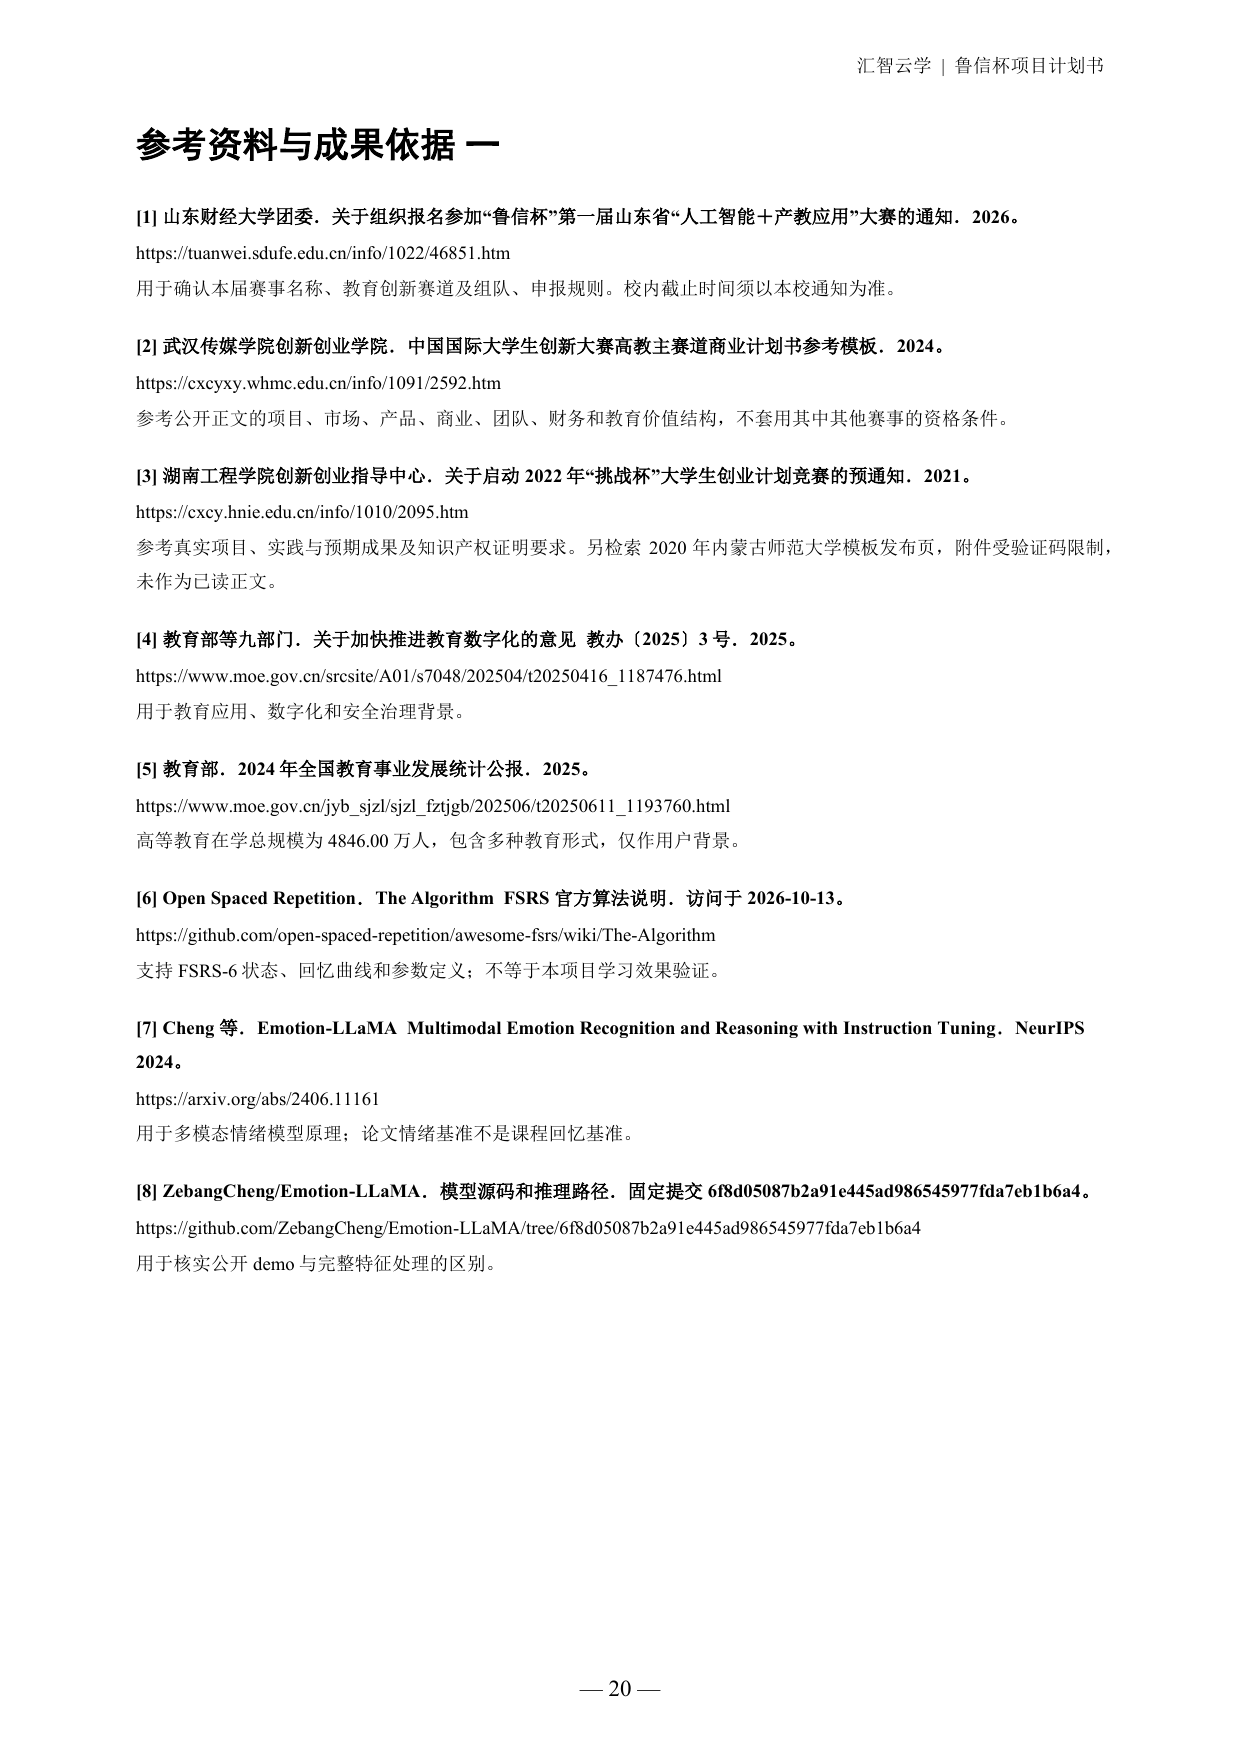 汇智云学 | 鲁信杯项目计划书
参考资料与成果依据 一
[1] 山东财经大学团委．关于组织报名参加“鲁信杯”第一届山东省“人工智能＋产教应用”大赛的通知．2026。
https://tuanwei.sdufe.edu.cn/info/1022/46851.htm
用于确认本届赛事名称、教育创新赛道及组队、申报规则。校内截止时间须以本校通知为准。
[2] 武汉传媒学院创新创业学院．中国国际大学生创新大赛高教主赛道商业计划书参考模板．2024。
https://cxcyxy.whmc.edu.cn/info/1091/2592.htm
参考公开正文的项目、市场、产品、商业、团队、财务和教育价值结构，不套用其中其他赛事的资格条件。
[3] 湖南工程学院创新创业指导中心．关于启动 2022 年“挑战杯”大学生创业计划竞赛的预通知．2021。
https://cxcy.hnie.edu.cn/info/1010/2095.htm
参考真实项目、实践与预期成果及知识产权证明要求。另检索 2020 年内蒙古师范大学模板发布页，附件受验证码限制，
未作为已读正文。
[4] 教育部等九部门．关于加快推进教育数字化的意见 教办〔2025〕3 号．2025。
https://www.moe.gov.cn/srcsite/A01/s7048/202504/t20250416_1187476.html
用于教育应用、数字化和安全治理背景。
[5] 教育部．2024 年全国教育事业发展统计公报．2025。
https://www.moe.gov.cn/jyb_sjzl/sjzl_fztjgb/202506/t20250611_1193760.html
高等教育在学总规模为 4846.00 万人，包含多种教育形式，仅作用户背景。
[6] Open Spaced Repetition．The Algorithm FSRS 官方算法说明．访问于 2026-10-13。
https://github.com/open-spaced-repetition/awesome-fsrs/wiki/The-Algorithm
支持 FSRS-6 状态、回忆曲线和参数定义；不等于本项目学习效果验证。
[7] Cheng 等．Emotion-LLaMA Multimodal Emotion Recognition and Reasoning with Instruction Tuning．NeurIPS
2024。
https://arxiv.org/abs/2406.11161
用于多模态情绪模型原理；论文情绪基准不是课程回忆基准。
[8] ZebangCheng/Emotion-LLaMA．模型源码和推理路径．固定提交 6f8d05087b2a91e445ad986545977fda7eb1b6a4。
https://github.com/ZebangCheng/Emotion-LLaMA/tree/6f8d05087b2a91e445ad986545977fda7eb1b6a4
用于核实公开 demo 与完整特征处理的区别。
— 20 —